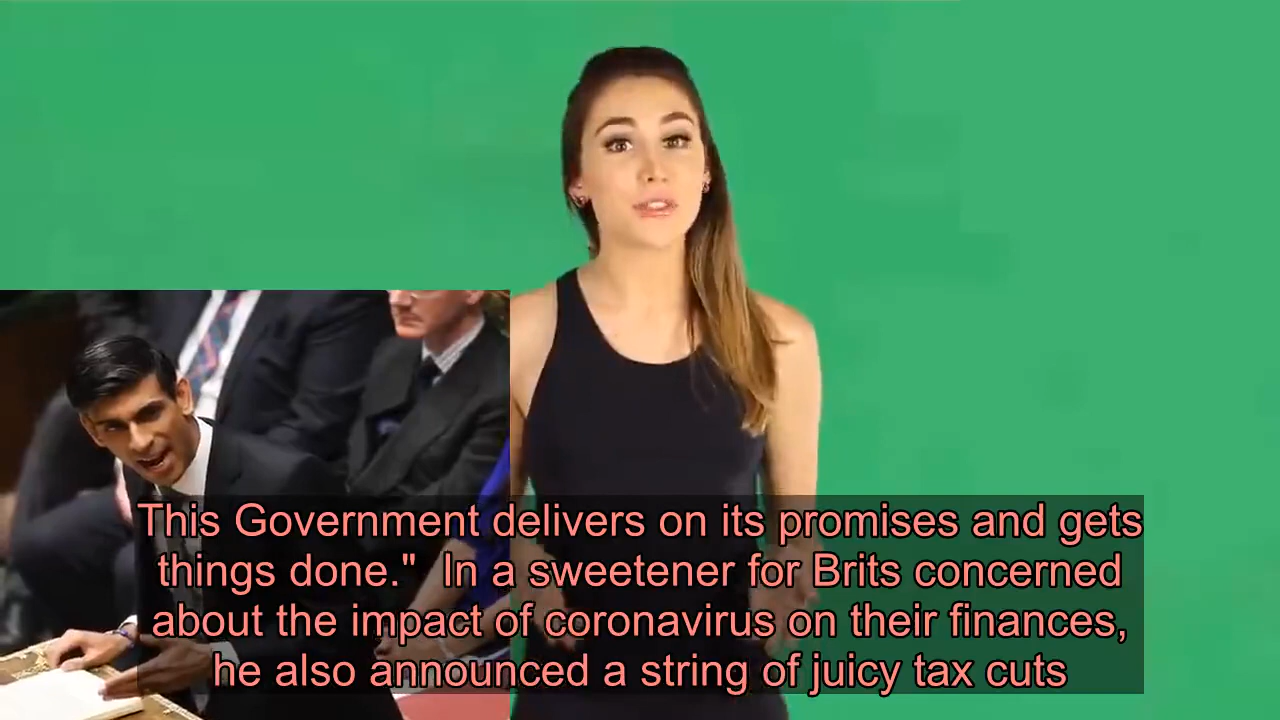 This Government delivers on its promises and gets
things done."  In a sweetener for Brits concerned
about the impact of coronavirus on their finances,
he also announced a string of juicy tax cuts